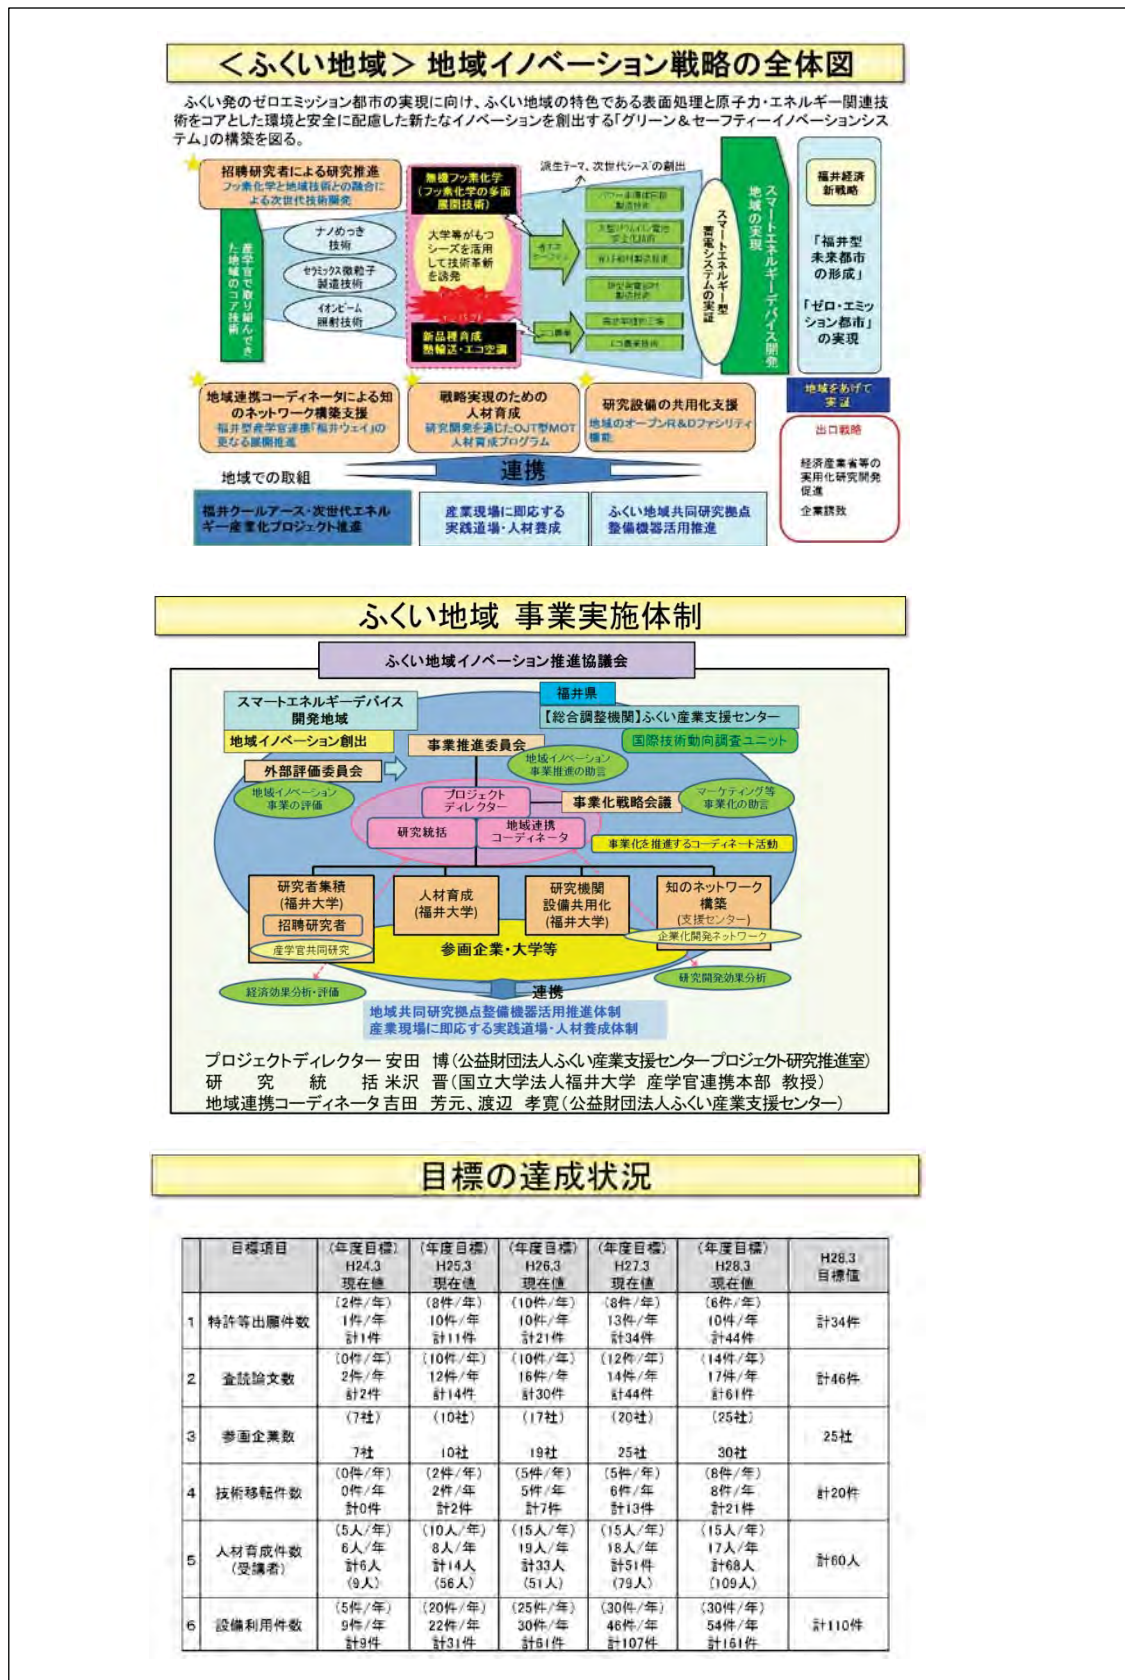 ＜ふくい地域＞ 地域イノベーション戦略の全体図
ふくい発のゼロエミッション都市の実現に向け、ふくい地域の特色である表面処理と原子力・エネルギー関連技
術をコアとした環境と安全に配慮した新たなイノベーションを創出する「グリーン＆セーフティーイノベーションシス
テム」の構築を図る。
招聘研究者による研究推進
フッ素化学と地域技術との融合に
よる次世代技術開発
産学官で取り組んでき
た地域のコア技術
ナノめっき
技術
セラミックス微粒子
製造技術
イオンビーム
照射技術
無機フッ素化学
(フッ素化学の多面
展開技術)
大学等がもつ
シーズを活用
して技術革新
を誘発
新品種育成
熱輸送・エコ空調
派生テーマ、次世代シーズの創出
スマートエネルギー型
蓄電システムの実証
スマートエネルギーデバイス開発
地域の実現
福井経済
新戦略
「福井型
未来都市
の形成」
「ゼロ・エミッ
ション都市」
の実現
地域連携コーディネータによる知
のネットワーク構築支援
福井型産学官連携「福井ウェイ」の
更なる展開推進
戦略実現のための
人材育成
研究開発を通じたOJT型MOT
人材育成プログラム
研究設備の共用化支援
地域のオープンR＆Dファシリティ
機能
地域をあげて
実証
出口戦略
経済産業省等の
実用化研究開発
促進
企業誘致
連携
地域での取組
福井クールアース・次世代エネル
ギー産業化プロジェクト推進
産業現場に即応する
実践道場・人材養成
ふくい地域共同研究拠点
整備機器活用推進
ふくい地域 事業実施体制
ふくい地域イノベーション推進協議会
スマートエネルギーデバイス
開発地域
福井県
【総合調整機関】ふくい産業支援センター
地域イノベーション創出
事業推進委員会
国際技術動向調査ユニット
外部評価委員会
地域イノベーション
事業推進の助言
地域イノベーション
事業の評価
プロジェクト
ディレクター
事業化戦略会議
マーケティング等
事業化の助言
研究統括
地域連携
コーディネータ
事業化を推進するコーディネート活動
研究者集積
(福井大学)
招聘研究者
産学官共同研究
人材育成
(福井大学)
研究機関
設備共用化
(福井大学)
知のネットワーク
構築
(支援センター)
企業化開発ネットワーク
参画企業・大学等
経済効果分析・評価
研究開発効果分析
連携
地域共同研究拠点整備機器活用推進体制
産業現場に即応する実践道場・人材養成体制
プロジェクトディレクター 安田 博(公益財団法人ふくい産業支援センタープロジェクト研究推進室)
研 究 統 括 米沢 晋(国立大学法人福井大学 産学官連携本部 教授)
地域連携コーディネータ 吉田 芳元、渡辺 孝寛(公益財団法人ふくい産業支援センター)
目標の達成状況
目標項目 (年度目標) H24.3 現在値 (年度目標) H25.3 現在値 (年度目標) H26.3 現在値 (年度目標) H27.3 現在値 (年度目標) H28.3 現在値 H28.3 目標値
1 特許等出願件数 (2件/年) 1件/年 計1件 (8件/年) 10件/年 計11件 (10件/年) 10件/年 計21件 (8件/年) 13件/年 計34件 (6件/年) 10件/年 計44件 計34件
2 査読論文数 (0件/年) 2件/年 計2件 (10件/年) 12件/年 計14件 (10件/年) 16件/年 計30件 (12件/年) 14件/年 計44件 (14件/年) 17件/年 計61件 計46件
3 参画企業数 (7社) 7社 (10社) 10社 (17社) 19社 (20社) 25社 (25社) 30社 25社
4 技術移転件数 (0件/年) 0件/年 計0件 (2件/年) 2件/年 計2件 (5件/年) 5件/年 計7件 (5件/年) 6件/年 計13件 (8件/年) 8件/年 計21件 計20件
5 人材育成件数 (受講者) (5人/年) 6人/年 計6人 (9人) (10人/年) 8人/年 計14人 (56人) (15人/年) 19人/年 計33人 (51人) (15人/年) 18人/年 計51件 (79人) (15人/年) 17人/年 計68人 (109人) 計60人
6 設備利用件数 (5件/年) 9件/年 計9件 (20件/年) 22件/年 計31件 (25件/年) 30件/年 計61件 (30件/年) 46件/年 計107件 (30件/年) 54件/年 計161件 計110件